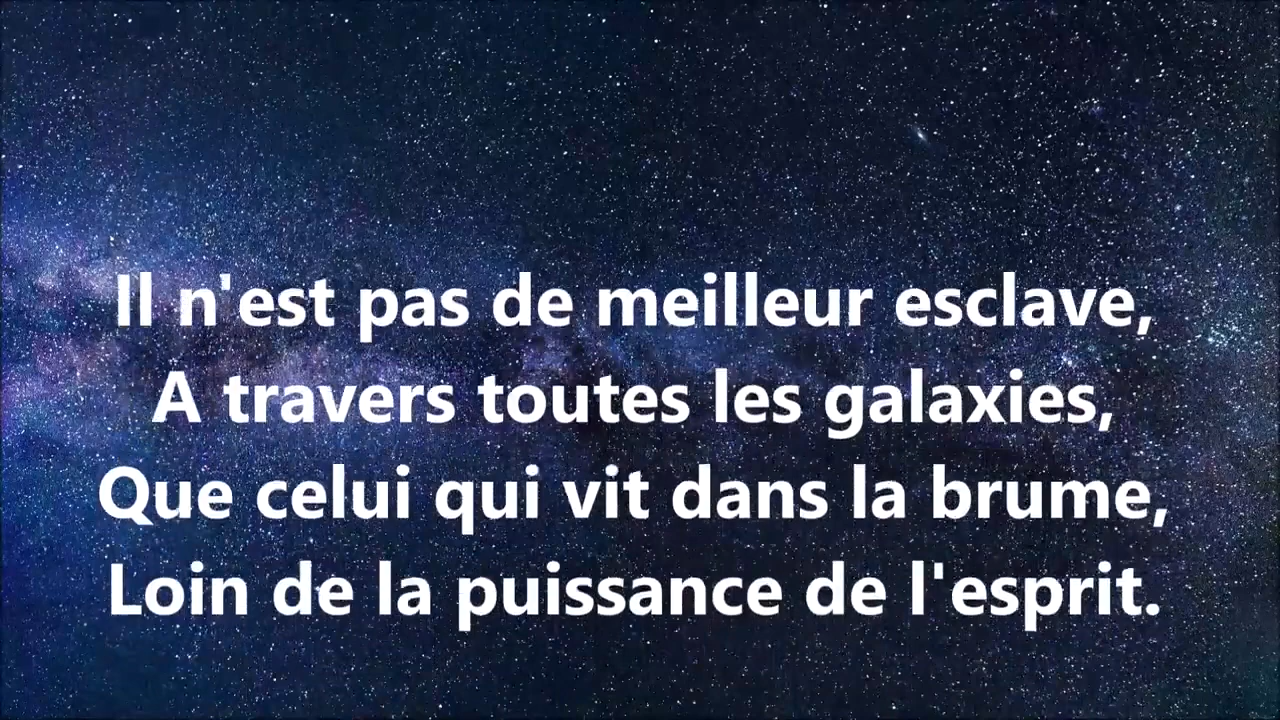 Il n'est pas de meilleur esclave,
A travers toutes les galaxies,
Que celui qui vit dans la brume,
Loin de la puissance de l'esprit.